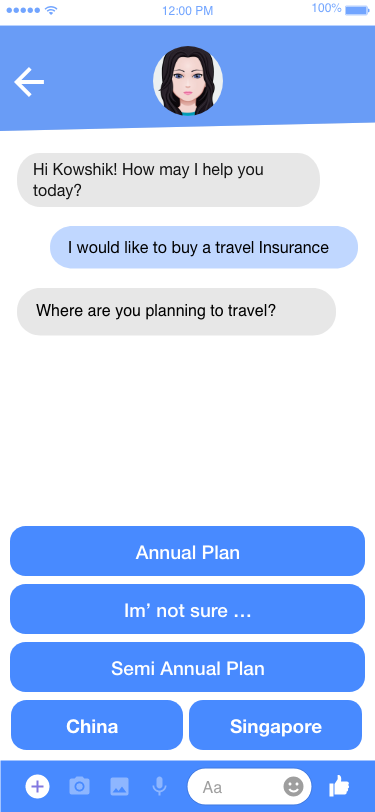 12:00 PM
100%
Hi Kowshik! How may I help you
today?
I would like to buy a travel Insurance
Where are you planning to travel?
Annual Plan
Im’ not sure ...
Semi Annual Plan
China
Singapore
Aa